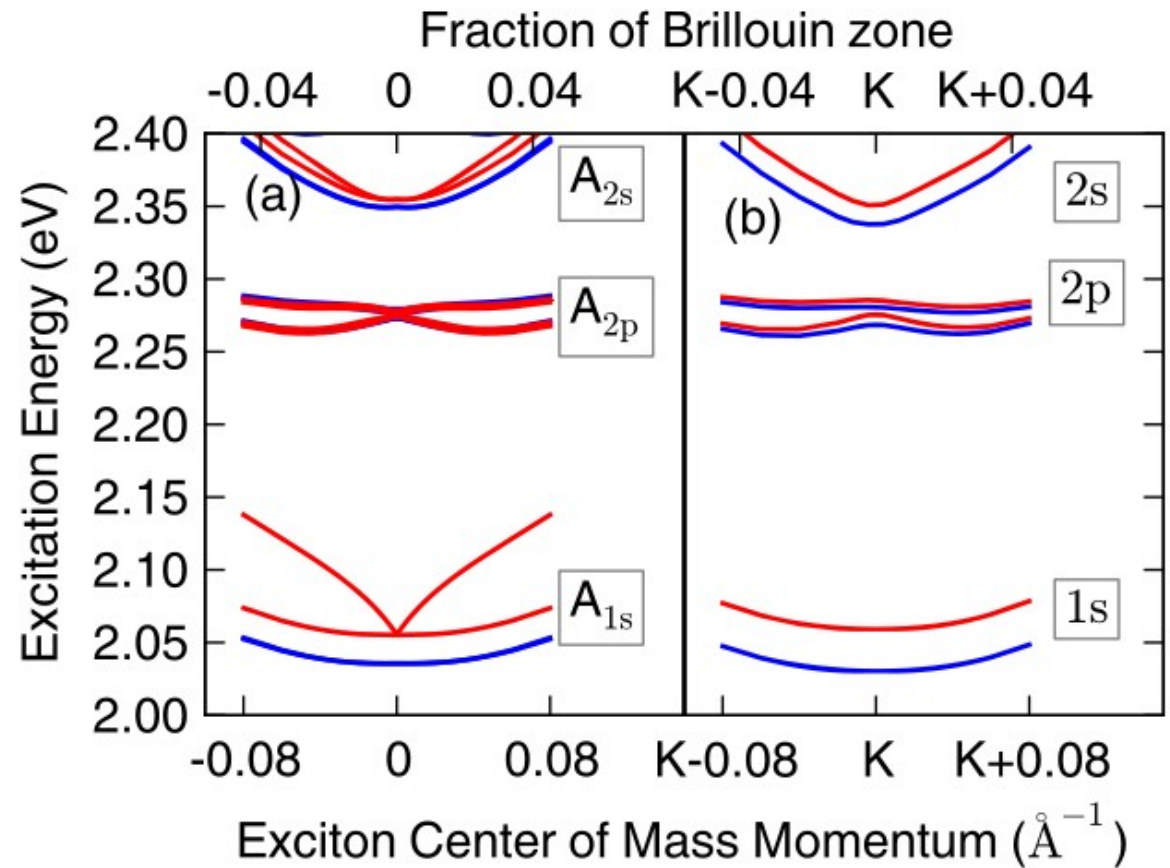 Fraction of Brillouin zone
-0.04 0 0.04 K-0.04 K K+0.04
2.40
2.35
2.30
2.25
2.20
2.15
2.10
2.05
2.00
Excitation Energy (eV)
(a)
A2s
A2p
A1s
(b)
2s
2p
1s
-0.08 0 0.08 K-0.08 K K+0.08
Exciton Center of Mass Momentum (Å⁻¹)